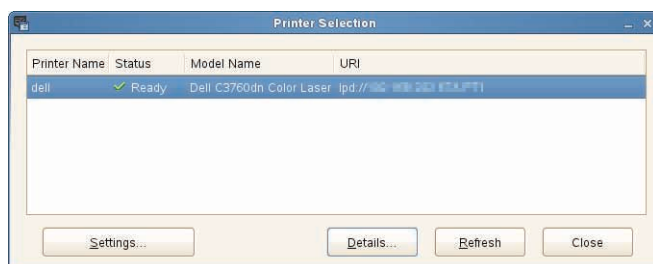 Printer Selection
Printer Name Status Model Name URI
dell Ready Dell C3760dn Color Laser lpd://
Settings... Details... Refresh Close